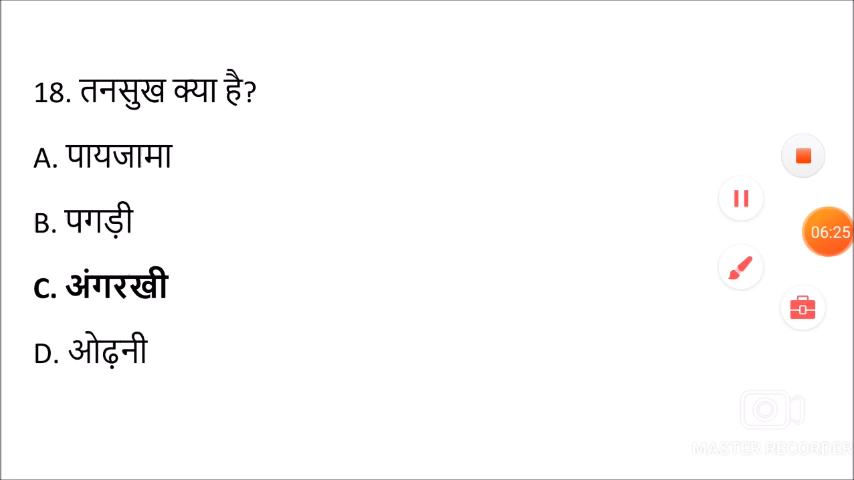 18. तनसुख क्या है?
A. पायजामा
B. पगड़ी
C. अंगरखी
D. ओढ़नी
06:25
MASTER RECORDER